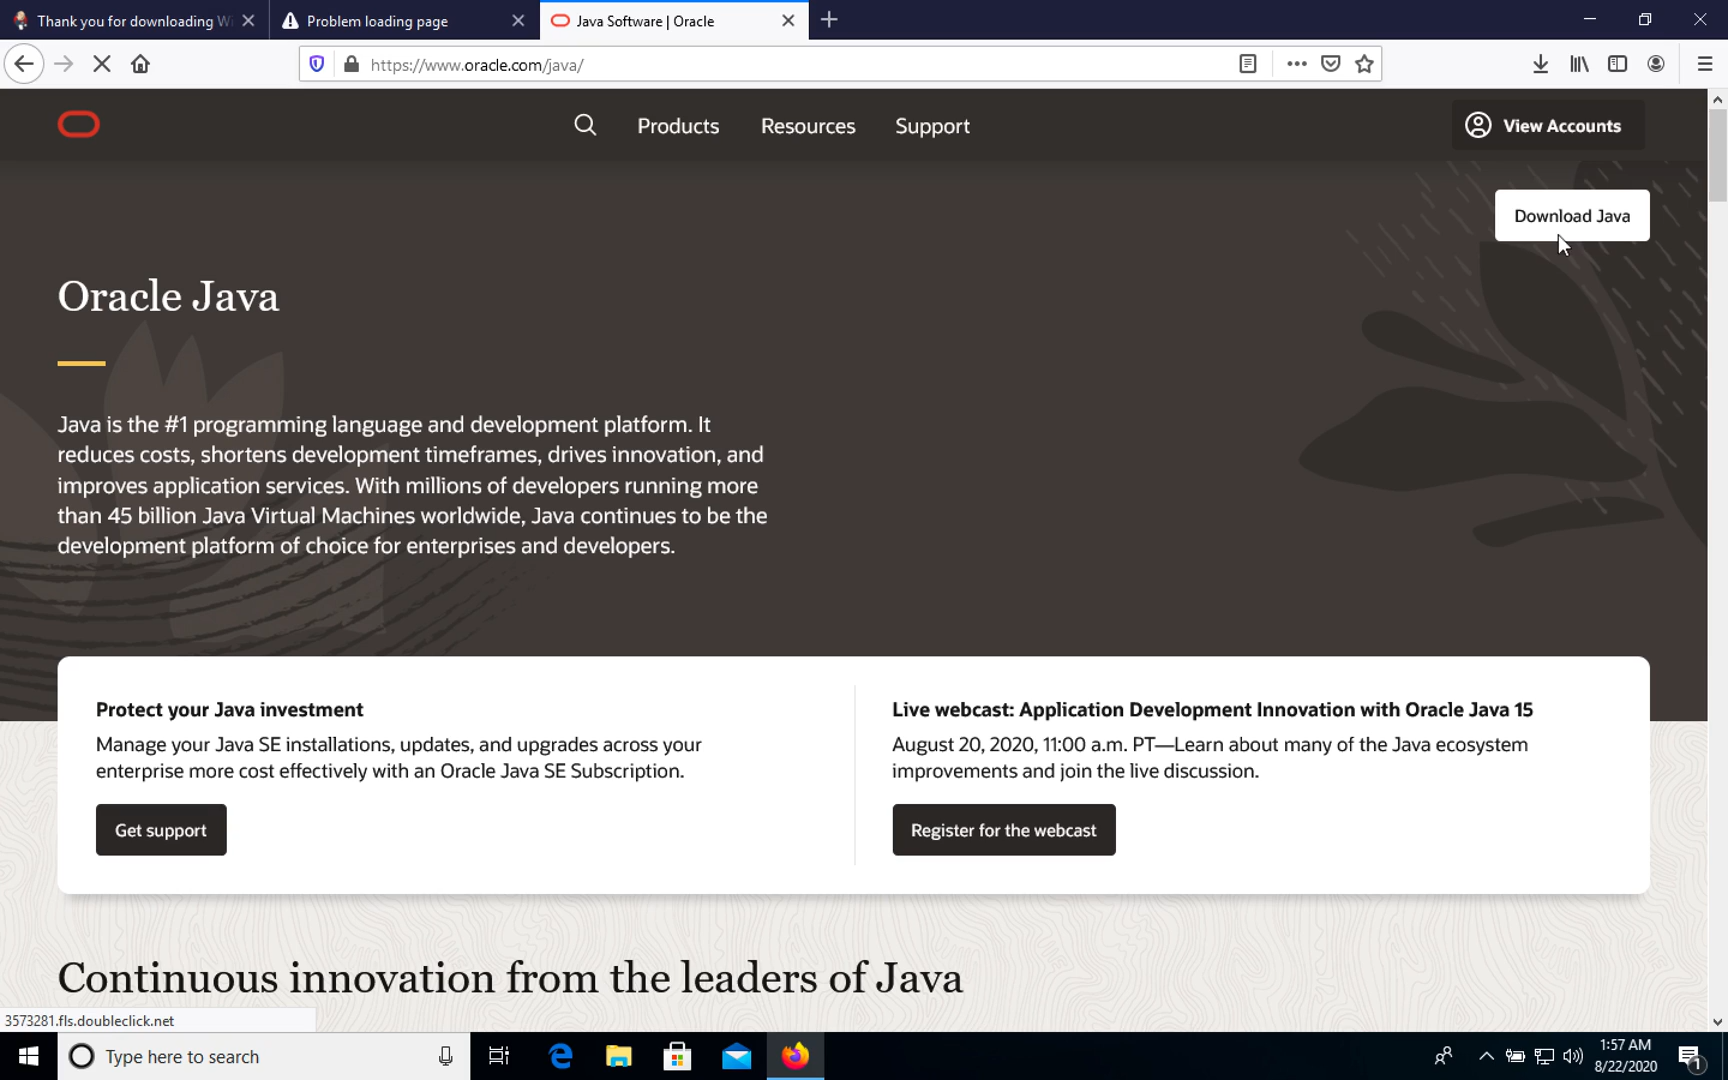 Thank you for downloading Wi
Problem loading page
Java Software | Oracle
https://www.oracle.com/java/
Products
Resources
Support
View Accounts
Download Java
Oracle Java
Java is the #1 programming language and development platform. It
reduces costs, shortens development timeframes, drives innovation, and
improves application services. With millions of developers running more
than 45 billion Java Virtual Machines worldwide, Java continues to be the
development platform of choice for enterprises and developers.
Protect your Java investment
Manage your Java SE installations, updates, and upgrades across your
enterprise more cost effectively with an Oracle Java SE Subscription.
Get support
Live webcast: Application Development Innovation with Oracle Java 15
August 20, 2020, 11:00 a.m. PT—Learn about many of the Java ecosystem
improvements and join the live discussion.
Register for the webcast
Continuous innovation from the leaders of Java
3573281.fls.doubleclick.net
Type here to search
1:57 AM
8/22/2020
1